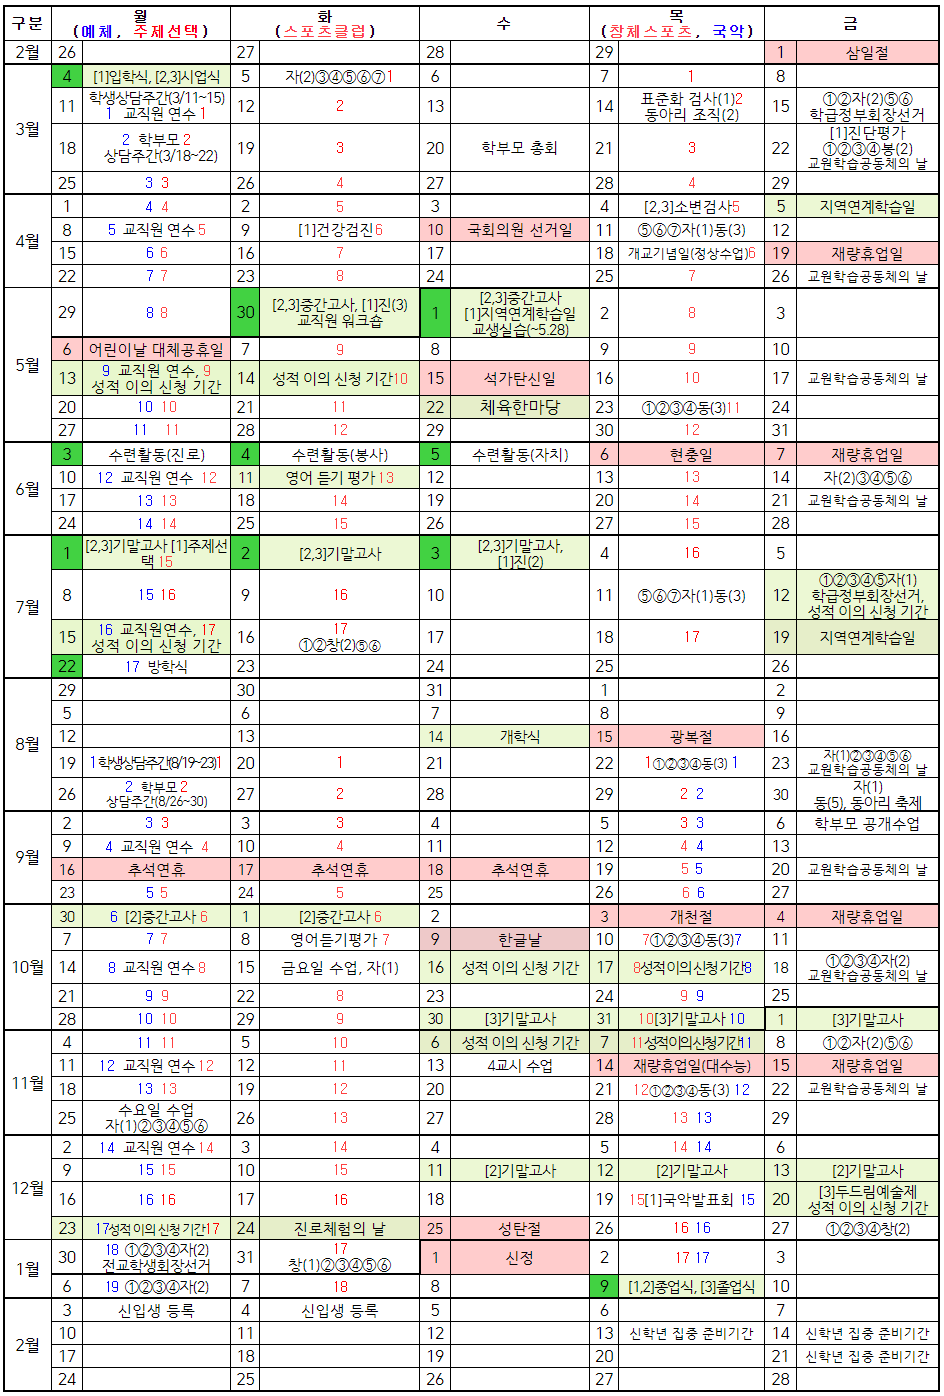 구분 월 화 수 목 금
(예체, 주제선택) (스포츠클럽) (창체스포츠, 국악)
2월 26 27 28 29 1 삼일절
3월
4 [1]입학식, [2,3]시업식 5 자(2)③④⑤⑥⑦1 6 7 1 8
11 학생상담주간(3/11~15) 12 2 13 14 표준화 검사(1)2 15 ①②자(2)⑤⑥
1 교직원 연수 1 동아리 조직(2) 학급정부회장선거
18 2 학부모 2 19 3 20 학부모 총회 21 3 22 [1]진단평가
상담주간(3/18~22) ①②③④봉(2)
교원학습공동체의 날
25 3 3 26 4 27 28 4 29
4월
1 4 4 2 5 3 4 [2,3]소변검사5 5 지역연계학습일
8 5 교직원 연수 5 9 [1]건강검진6 10 국회의원 선거일 11 ⑤⑥⑦자(1)동(3) 12
15 6 6 16 7 17 18 개교기념일(정상수업)6 19 재량휴업일
22 7 7 23 8 24 25 7 26 교원학습공동체의 날
5월
29 8 8 30 [2,3]중간고사, [1]진(3) 1 [2,3]중간고사 2 8 3
교직원 워크숍 [1]지역연계학습일
교생실습(~5.28)
6 어린이날 대체공휴일 7 9 8 9 9 10
13 9 교직원 연수, 9 14 성적 이의 신청 기간10 15 석가탄신일 16 10 17 교원학습공동체의 날
성적 이의 신청 기간
20 10 10 21 11 22 체육한마당 23 ①②③④동(3)11 24
27 11 11 28 12 29 30 12 31
6월
3 수련활동(진로) 4 수련활동(봉사) 5 수련활동(자치) 6 현충일 7 재량휴업일
10 12 교직원 연수 12 11 영어 듣기 평가 13 12 13 13 14 자(2)③④⑤⑥
17 13 13 18 14 19 20 14 21 교원학습공동체의 날
24 14 14 25 15 26 27 15 28
7월
1 [2,3]기말고사 [1]주제선 2 [2,3]기말고사 3 [2,3]기말고사, 4 16 5
택 15 [1]진(2)
8 15 16 9 16 10 11 ⑤⑥⑦자(1)동(3) 12 ①②③④⑤자(1)
학급정부회장선거,
성적 이의 신청 기간
15 16 교직원연수, 17 16 17 17 18 17 19 지역연계학습일
성적 이의 신청 기간 ①②창(2)⑤⑥
22 17 방학식 23 24 25 26
8월
29 30 31 1 2
5 6 7 8 9
12 13 14 개학식 15 광복절 16
19 1학생상담주간(8/19~23)1 20 1 21 22 1①②③④동(3) 1 23 자(1)②③④⑤⑥
교원학습공동체의 날
26 2 학부모 2 27 2 28 29 2 2 30 자(1)
상담주간(8/26~30) 동(5), 동아리 축제
9월
2 3 3 3 3 4 5 3 3 6 학부모 공개수업
9 4 교직원 연수 4 10 4 11 12 4 4 13
16 추석연휴 17 추석연휴 18 추석연휴 19 5 5 20 교원학습공동체의 날
23 5 5 24 5 25 26 6 6 27
10월
30 6 [2]중간고사 6 1 [2]중간고사 6 2 3 개천절 4 재량휴업일
7 7 7 8 영어듣기평가 7 9 한글날 10 7①②③④동(3)7 11
14 8 교직원 연수 8 15 금요일 수업, 자(1) 16 성적 이의 신청 기간 17 8성적이의신청기간8 18 ①②③④자(2)
교원학습공동체의 날
21 9 9 22 8 23 24 9 9 25
28 10 10 29 9 30 [3]기말고사 31 10[3]기말고사 10 1 [3]기말고사
11월
4 11 11 5 10 6 성적 이의 신청 기간 7 11성적이의신청기간11 8 ①②자(2)⑤⑥
11 12 교직원 연수 12 12 11 13 4교시 수업 14 재량휴업일(대수능) 15 재량휴업일
18 13 13 19 12 20 21 12①②③④동(3) 12 22 교원학습공동체의 날
25 수요일 수업 26 13 27 28 13 13 29
자(1)②③④⑤⑥
12월
2 14 교직원 연수 14 3 14 4 5 14 14 6
9 15 15 10 15 11 [2]기말고사 12 [2]기말고사 13 [2]기말고사
16 16 16 17 16 18 19 15[1]국악발표회 15 20 [3]두드림예술제
성적 이의 신청 기간
23 17성적 이의 신청 기간17 24 진로체험의 날 25 성탄절 26 16 16 27 ①②③④창(2)
1월
30 18 ①②③④자(2) 31 17 1 신정 2 17 17 3
전교학생회장선거 창(1)②③④⑤⑥
6 19 ①②③④자(2) 7 18 8 9 [1,2]종업식, [3]졸업식 10
2월
3 신입생 등록 4 신입생 등록 5 6 7
10 11 12 13 신학년 집중 준비기간 14 신학년 집중 준비기간
17 18 19 20 21 신학년 집중 준비기간
24 25 26 27 28